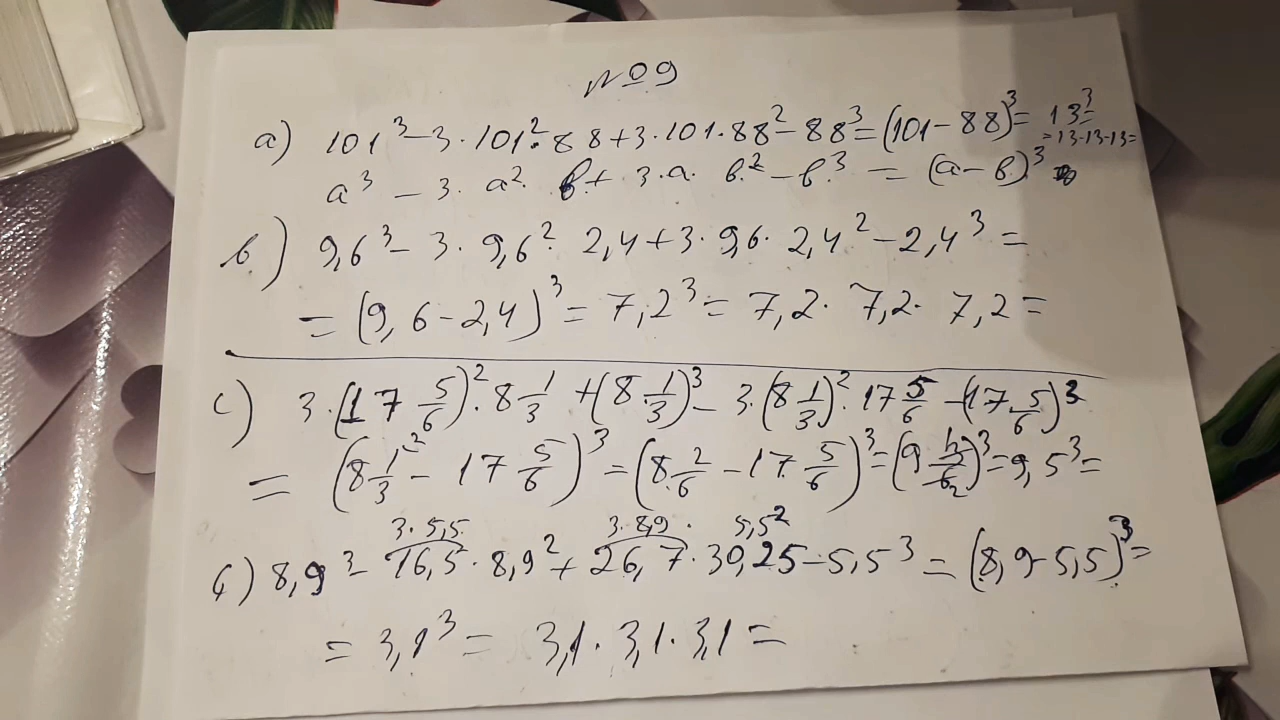 №9
a) 101³ - 3 · 101² · 88 + 3 · 101 · 88² - 88³ = (101 - 88)³ = 13³ =
= 13·13·13 =
a³ - 3 · a² · b + 3 · a · b² - b³ = (a - b)³
b) 9,6³ - 3 · 9,6² · 2,4 + 3 · 9,6 · 2,4² - 2,4³ =
= (9,6 - 2,4)³ = 7,2³ = 7,2 · 7,2 · 7,2 =
c) 3 · (17 5/6)² · 8 1/3 + (8 1/3)³ - 3 · (8 1/3)² · 17 5/6 - (17 5/6)³
= (8 1/3 ² - 17 5/6)³ = (8 2/6 - 17 5/6)³ = (9 /6 2)³ = 9,5³ =
3 · 5,5 3 · 8,9 · 5,5²
8,9³ - 16,5 · 8,9² + 26,7 · 30,25 - 5,5³ = (8,9 - 5,5)³ =
= 3,1³ = 3,1 · 3,1 · 3,1 =